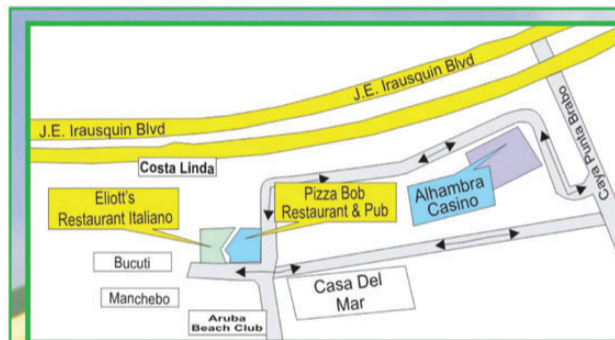 J.E. Irausquin Blvd
J.E. Irausquin Blvd
Caya Punta Brabo
Costa Linda
Eliott's
Restaurant Italiano
Pizza Bob
Restaurant & Pub
Alhambra
Casino
Bucuti
Manchebo
Casa Del
Mar
Aruba
Beach Club